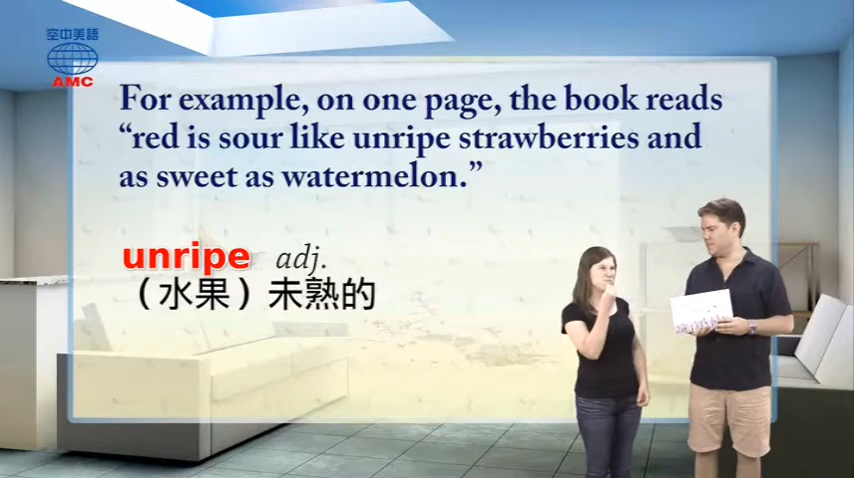 空中美語
AMC
For example, on one page, the book reads
“red is sour like unripe strawberries and
as sweet as watermelon.”
unripe adj.
（水果）未熟的